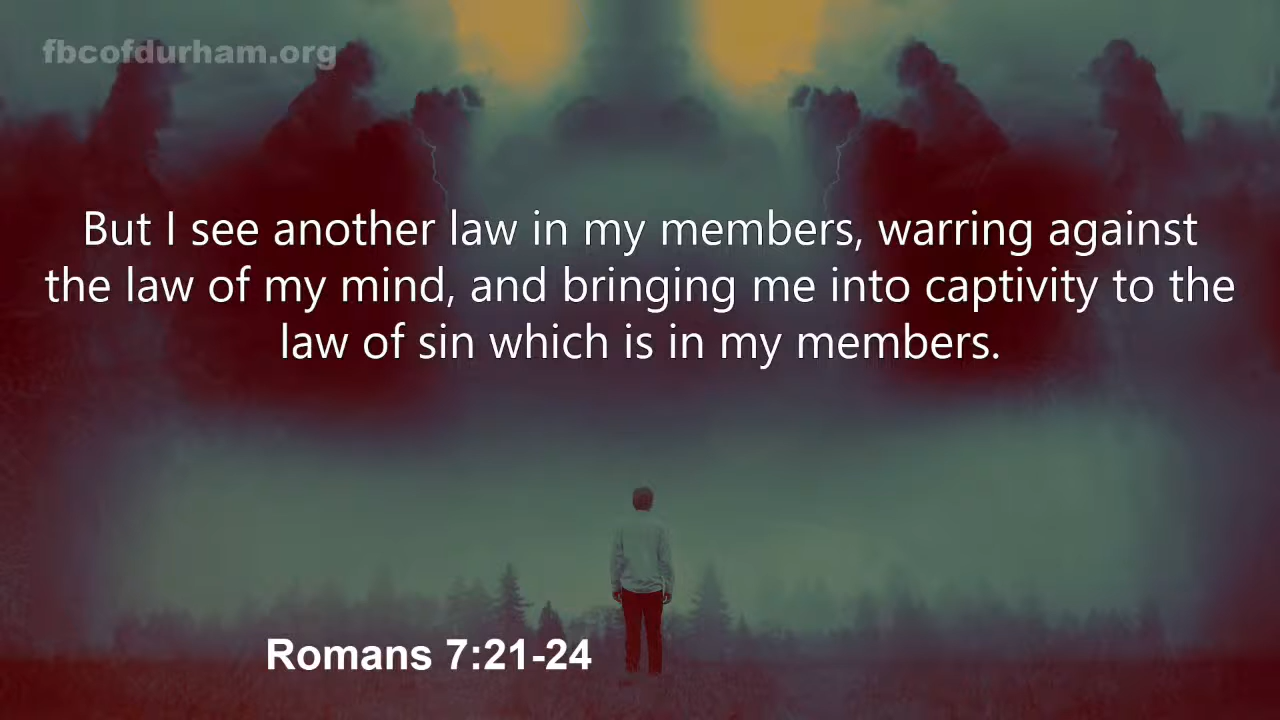 fbcofdurham.org
But I see another law in my members, warring against
the law of my mind, and bringing me into captivity to the
law of sin which is in my members.
Romans 7:21-24